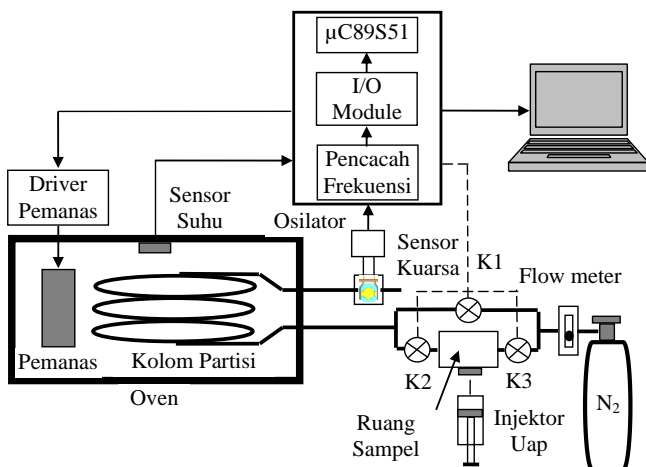 µC89S51
I/O
Module
Pencacah
Frekuensi
Driver
Pemanas
Sensor
Suhu
Osilator
Sensor
Kuarsa
K1
Flow meter
Pemanas
Kolom Partisi
Oven
K2
K3
Ruang
Sampel
Injektor
Uap
N2